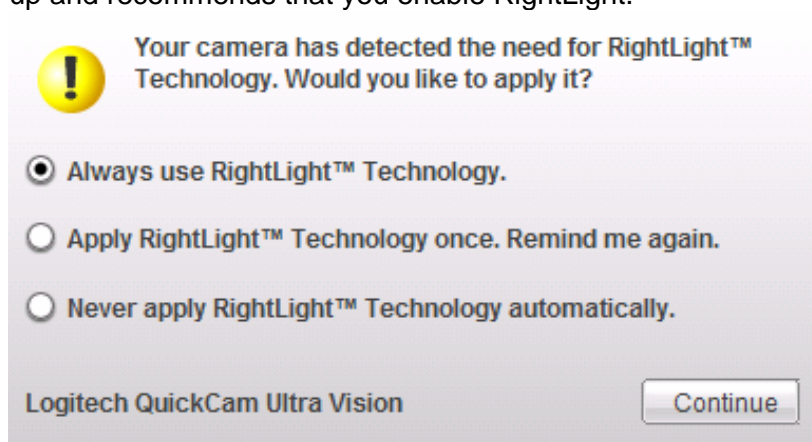 up and recommends that you enable RightLight.
Your camera has detected the need for RightLight™
Technology. Would you like to apply it?
Always use RightLight™ Technology.
Apply RightLight™ Technology once. Remind me again.
Never apply RightLight™ Technology automatically.
Logitech QuickCam Ultra Vision
Continue